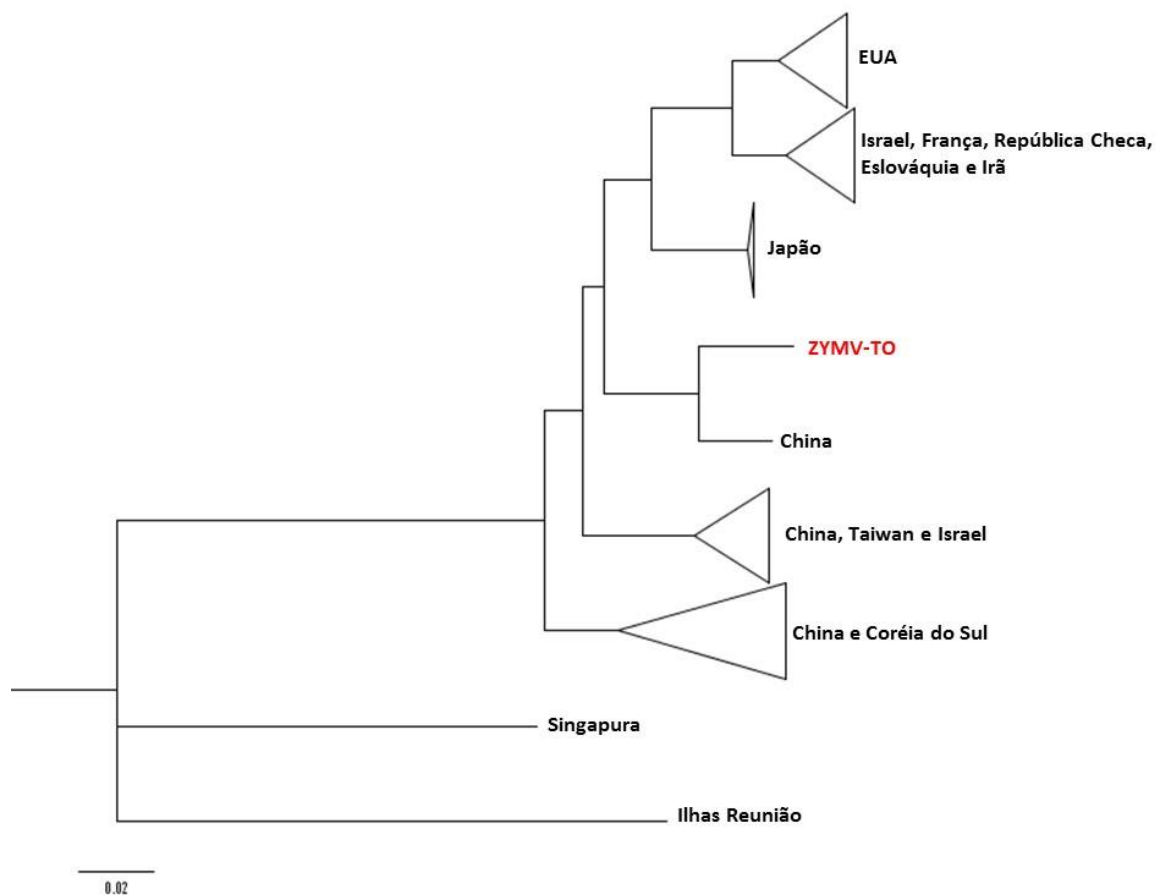 EUA
Israel, França, República Checa,
Eslováquia e Irã
Japão
ZYMV-TO
China
China, Taiwan e Israel
China e Coréia do Sul
Singapura
Ilhas Reunião
0.02